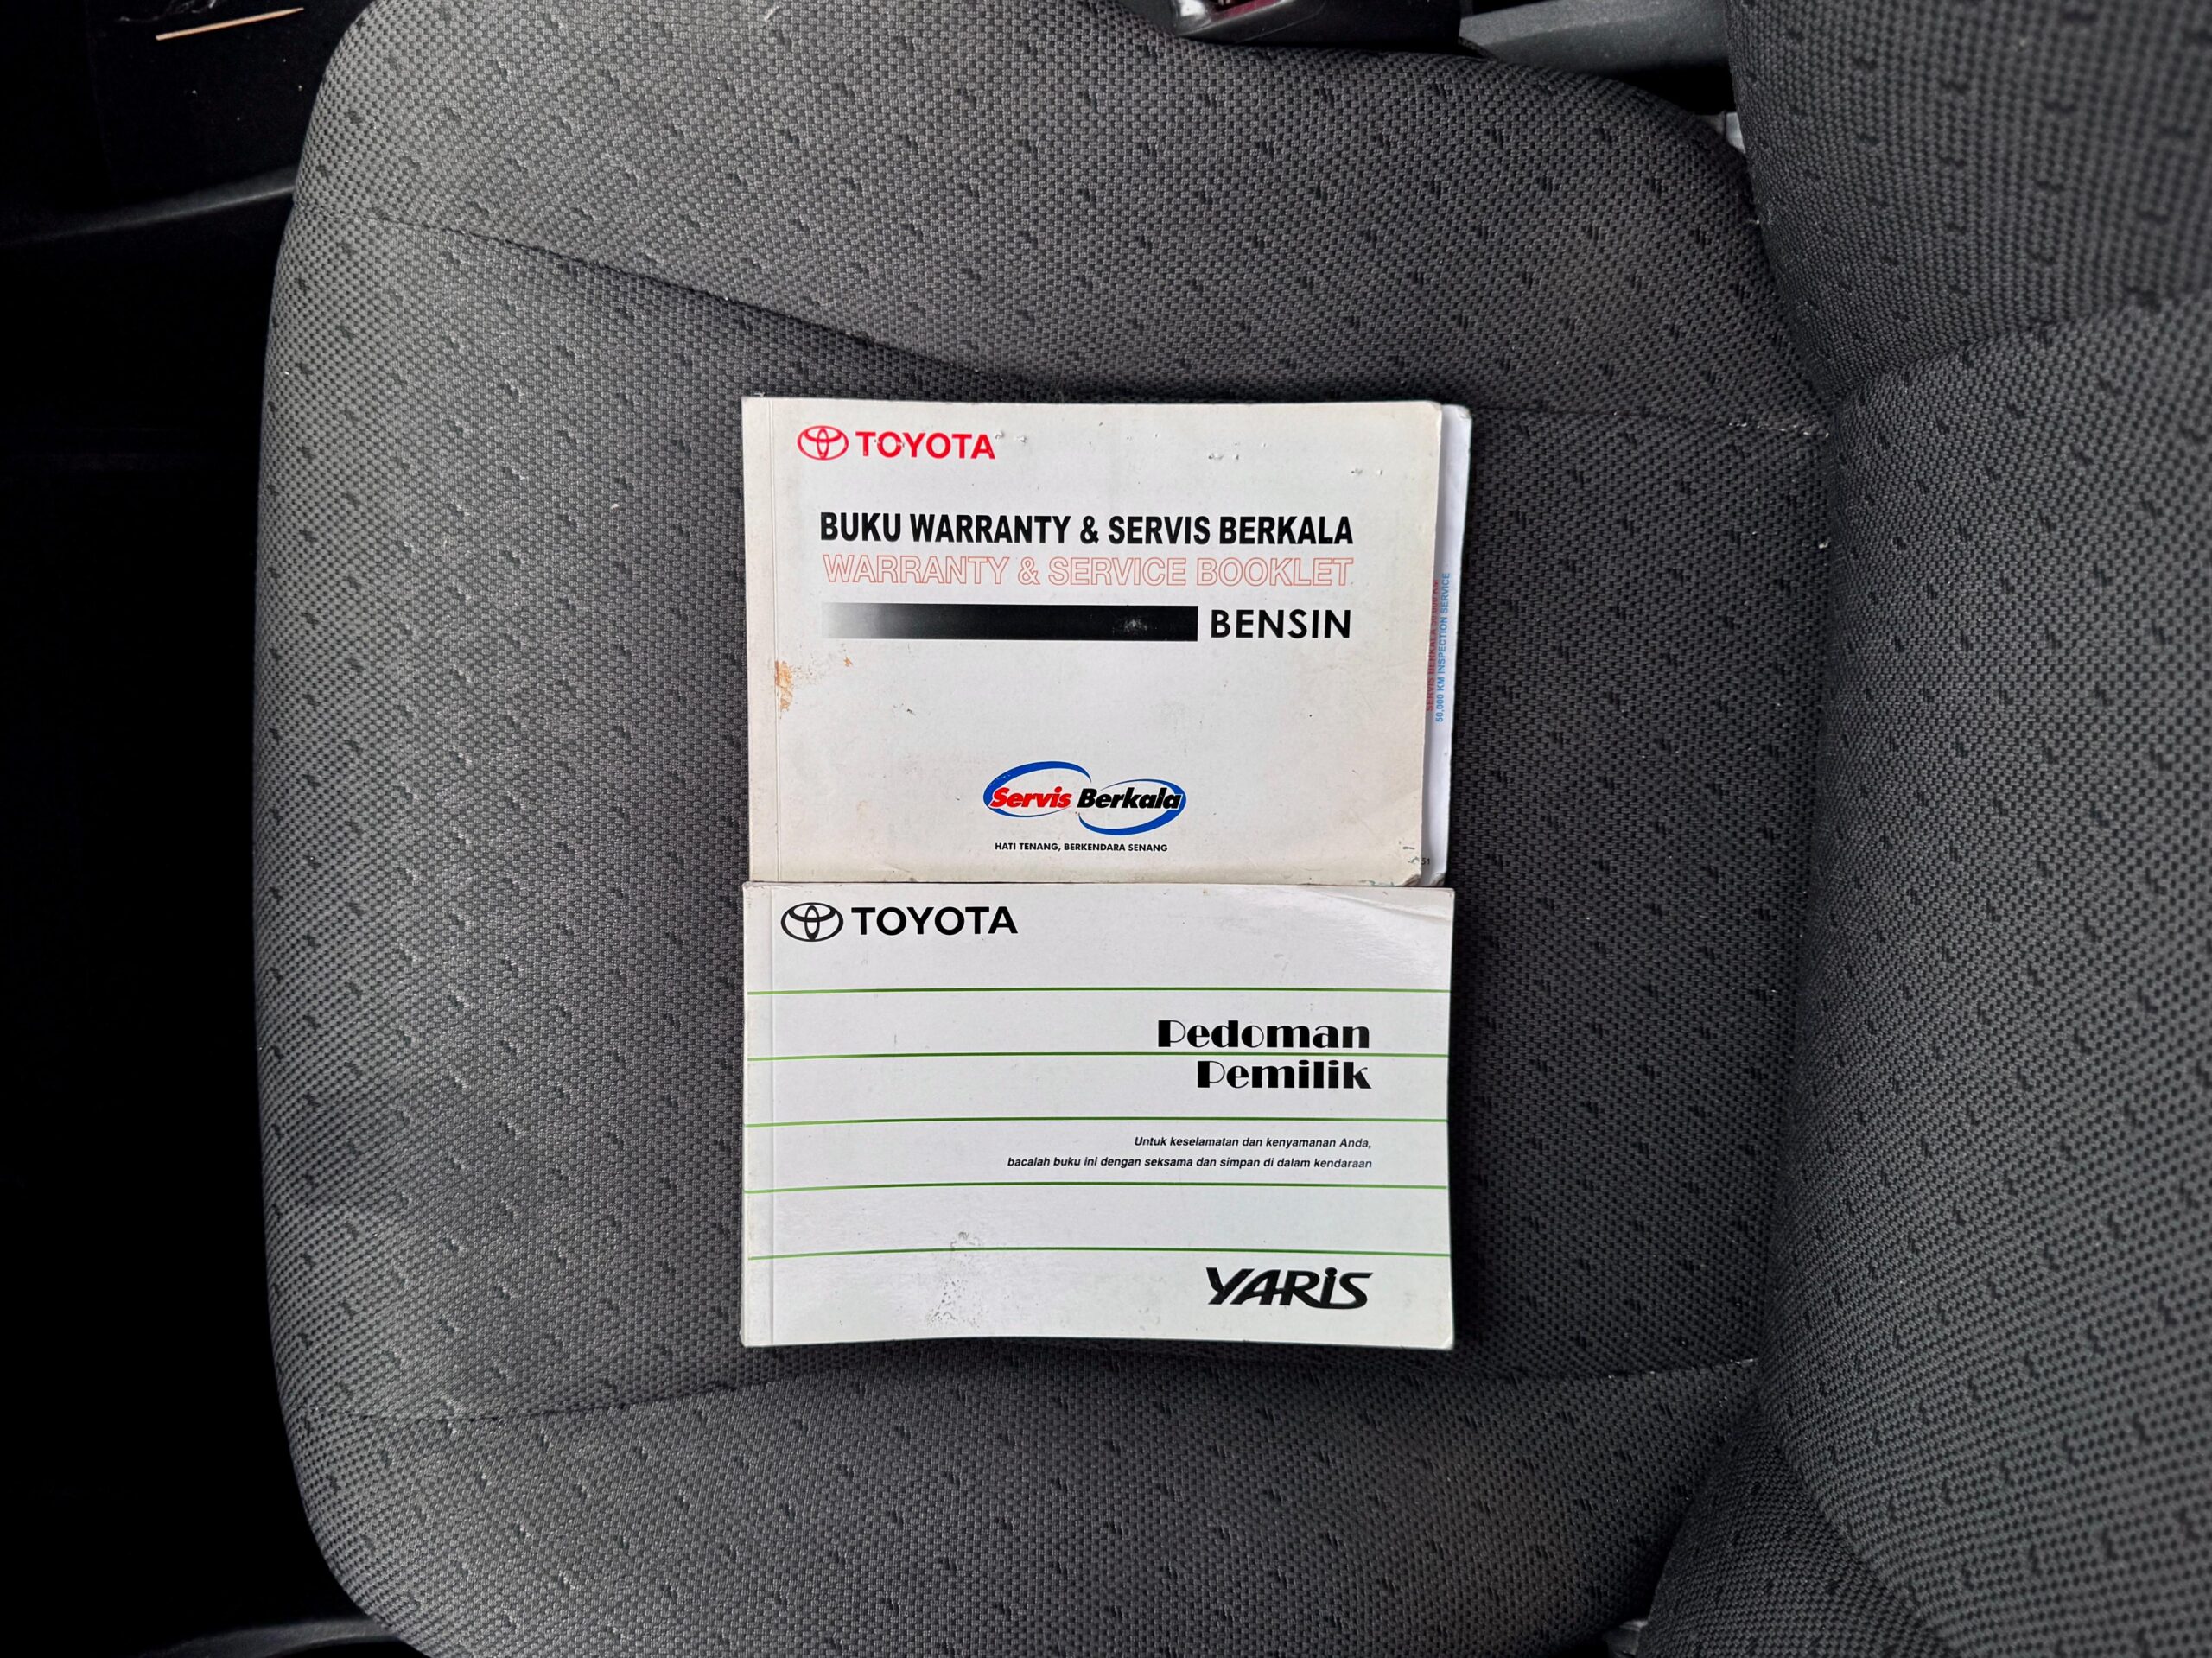 TOYOTA
BUKU WARRANTY & SERVIS BERKALA
WARRANTY & SERVICE BOOKLET
BENSIN
50,000 KM INSPECTION SERVICE
Servis Berkala
HATI TENANG, BERKENDARA SENANG
TOYOTA
Pedoman
Pemilik
Untuk keselamatan dan kenyamanan Anda,
bacalah buku ini dengan seksama dan simpan di dalam kendaraan
YARiS